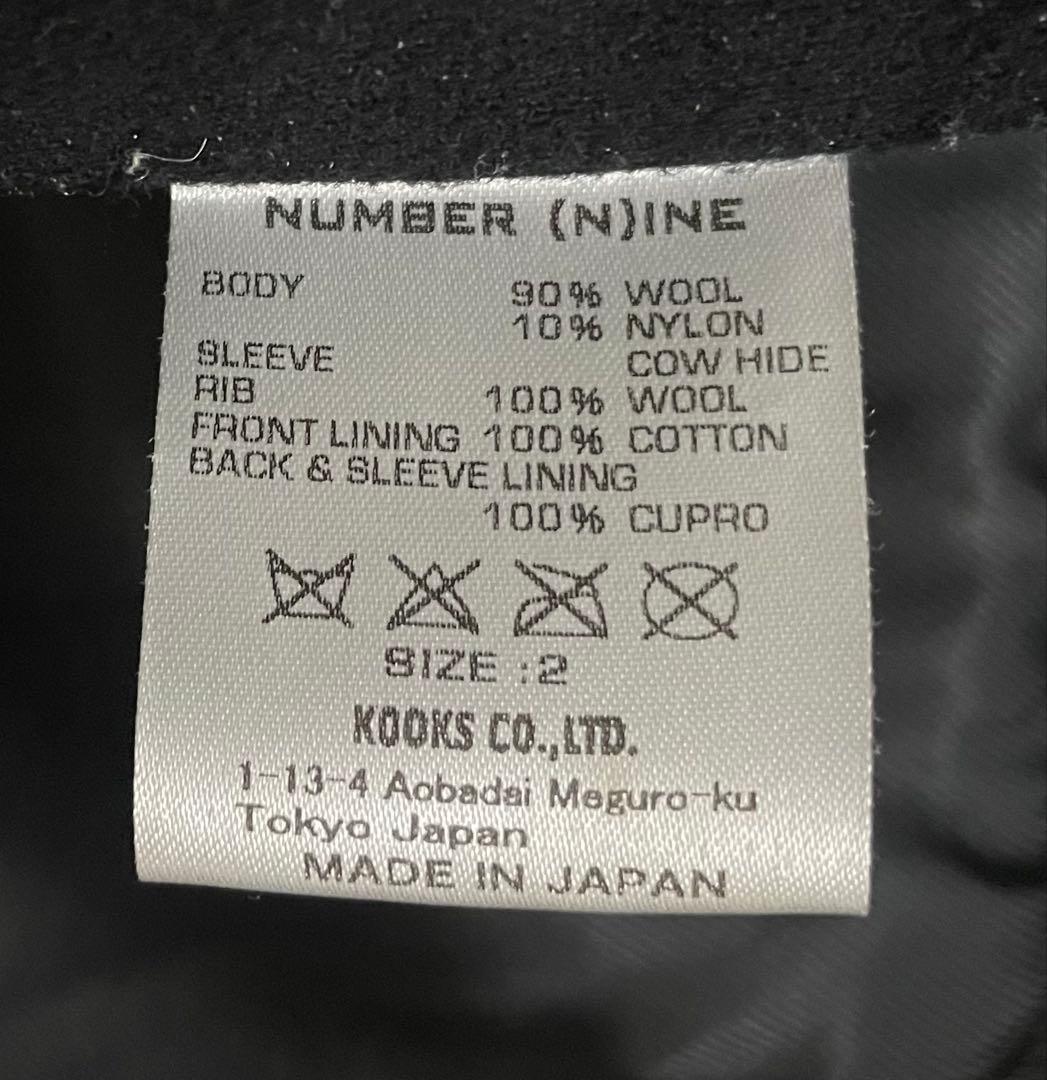 NUMBER (N)INE
BODY 90% WOOL
10% NYLON
SLEEVE COW HIDE
RIB 100% WOOL
FRONT LINING 100% COTTON
BACK & SLEEVE LINING
100% CUPRO
SIZE :2
KOOKS CO.,LTD.
1-13-4 Aobadai Meguro-ku
Tokyo Japan
MADE IN JAPAN